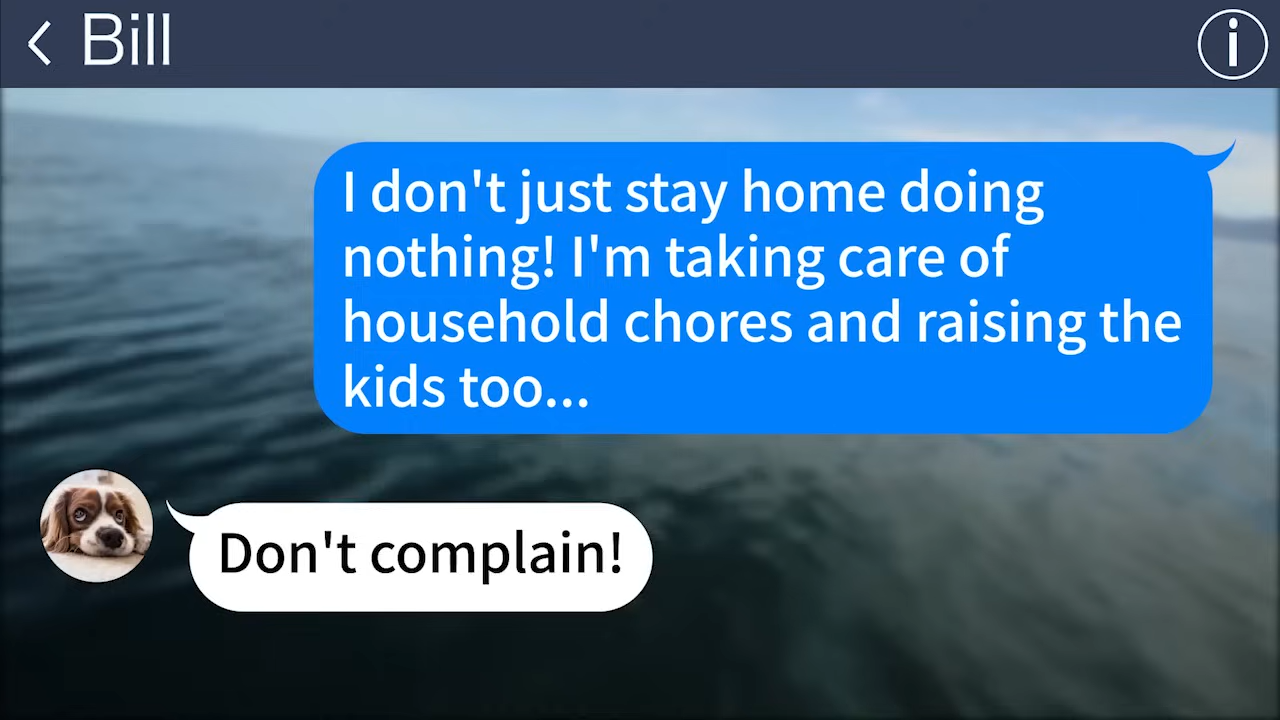 Bill
I don't just stay home doing
nothing! I'm taking care of
household chores and raising the
kids too...
Don't complain!